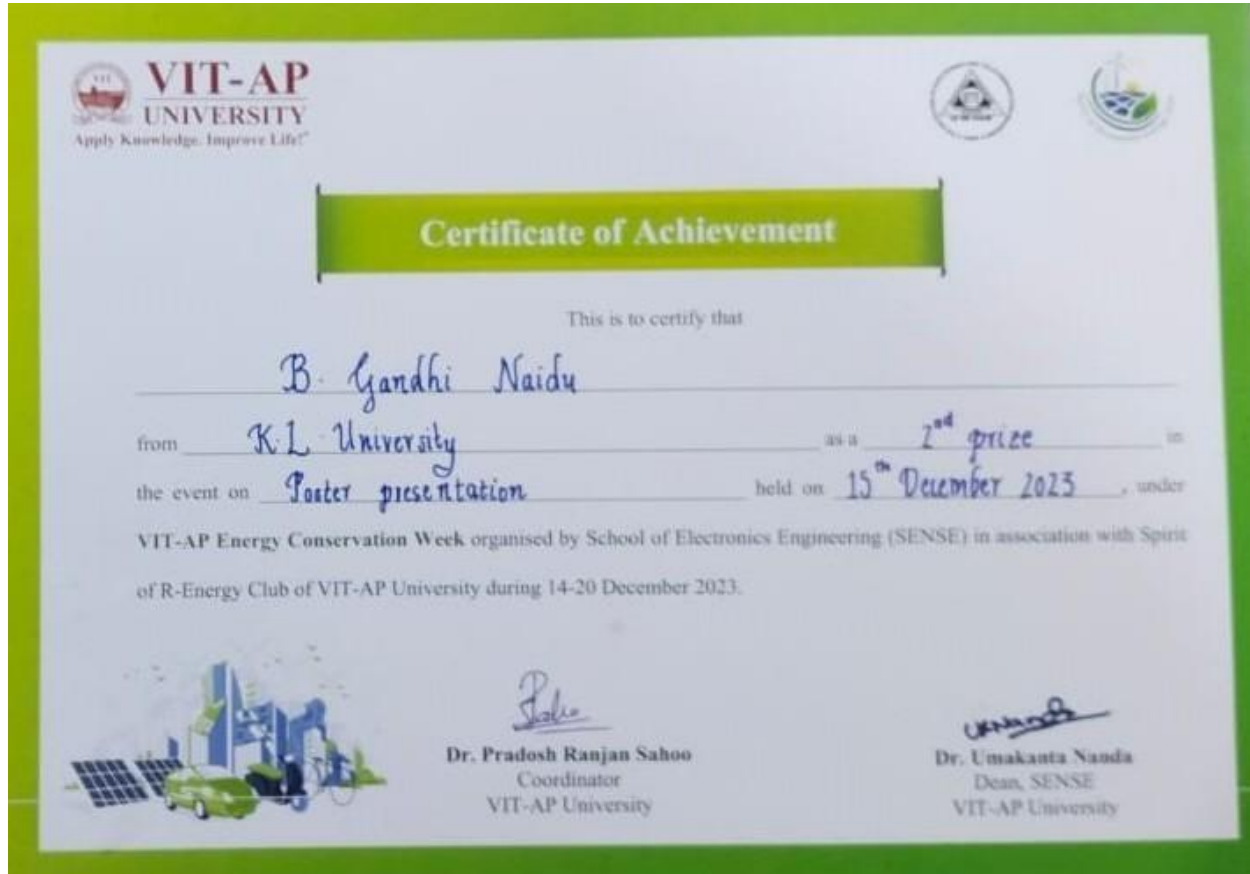 VIT-AP
UNIVERSITY
Apply Knowledge. Improve Life!"
Certificate of Achievement
This is to certify that
B. Gandhi Naidu
from K.L. University as a 2nd prize in
the event on Poster presentation held on 15th December 2023, under
VIT-AP Energy Conservation Week organised by School of Electronics Engineering (SENSE) in association with Spirit
of R-Energy Club of VIT-AP University during 14-20 December 2023.
Dr. Pradosh Ranjan Sahoo
Coordinator
VIT-AP University
Dr. Umakanta Nanda
Dean, SENSE
VIT-AP University